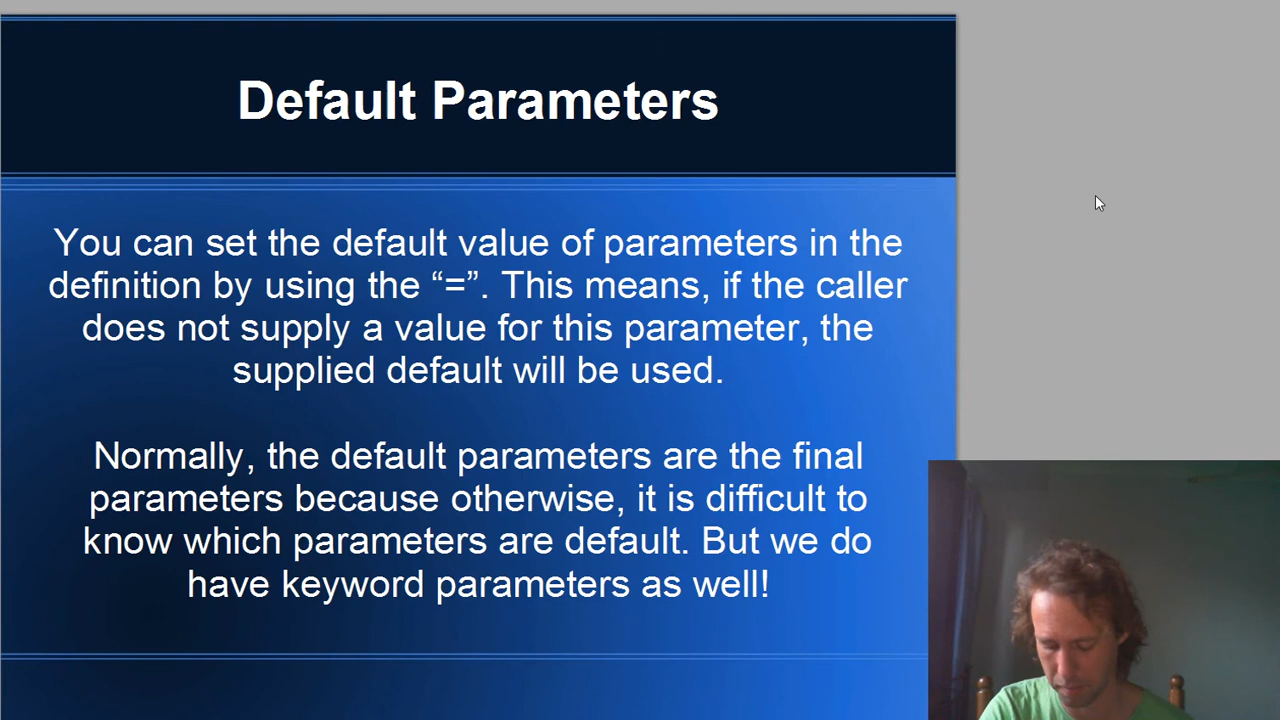 Default Parameters
You can set the default value of parameters in the
definition by using the “=”. This means, if the caller
does not supply a value for this parameter, the
supplied default will be used.
Normally, the default parameters are the final
parameters because otherwise, it is difficult to
know which parameters are default. But we do
have keyword parameters as well!